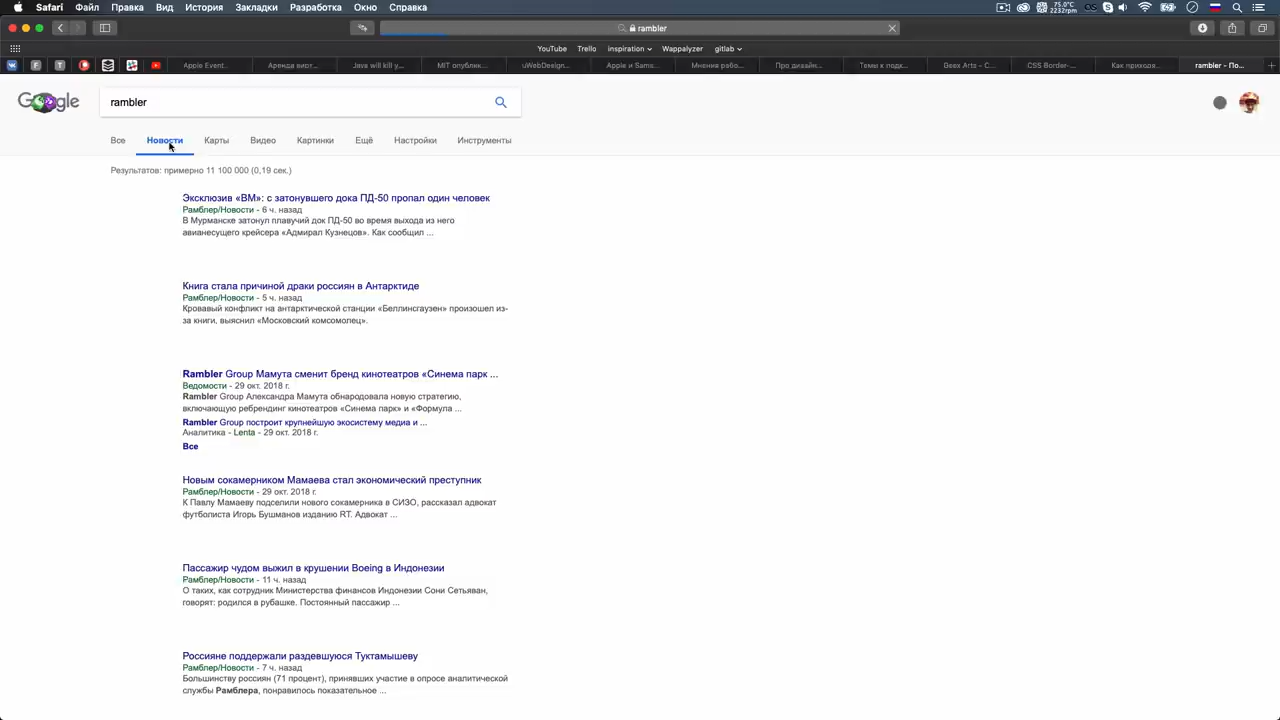 Safari Файл Правка Вид История Закладки Разработка Окно Справка
rambler
YouTube Trello inspiration Wappalyzer gitlab
Apple Event... Аренда вирт... Java will kill y... MIT опублик... uWebDesign... Apple и Sams... Мнение рабо... Про дизайн... Темы к подк... Geex Arts – C... CSS Border-... Как прихода... rambler – По...
Google
rambler
Все Новости Карты Видео Картинки Ещё Настройки Инструменты
Результатов: примерно 11 100 000 (0,19 сек.)
Эксклюзив «ВМ»: с затонувшего дока ПД-50 пропал один человек
Рамблер/Новости - 6 ч. назад
В Мурманске затонул плавучий док ПД-50 во время выхода из него
авианесущего крейсера «Адмирал Кузнецов». Как сообщил ...
Книга стала причиной драки россиян в Антарктиде
Рамблер/Новости - 5 ч. назад
Кровавый конфликт на антарктической станции «Беллинсгаузен» произошел из-
за книги, выяснил «Московский комсомолец».
Rambler Group Мамута сменит бренд кинотеатров «Синема парк ...
Ведомости - 29 окт. 2018 г.
Rambler Group Александра Мамута обнародовала новую стратегию,
включающую ребрендинг кинотеатров «Синема парк» и «Формула ...
Rambler Group построит крупнейшую экосистему медиа и ...
Аналитика - Lenta - 29 окт. 2018 г.
Все
Новым сокамерником Мамаева стал экономический преступник
Рамблер/Новости - 29 окт. 2018 г.
К Павлу Мамаеву подселили нового сокамерника в СИЗО, рассказал адвокат
футболиста Игорь Бушманов изданию RT. Адвокат ...
Пассажир чудом выжил в крушении Boeing в Индонезии
Рамблер/Новости - 11 ч. назад
О таких, как сотрудник Министерства финансов Индонезии Сони Сетьяван,
говорят: родился в рубашке. Постоянный пассажир ...
Россияне поддержали раздевшуюся Туктамышеву
Рамблер/Новости - 7 ч. назад
Большинству россиян (71 процент), принявших участие в опросе аналитической
службы Рамблера, понравилось показательное ...